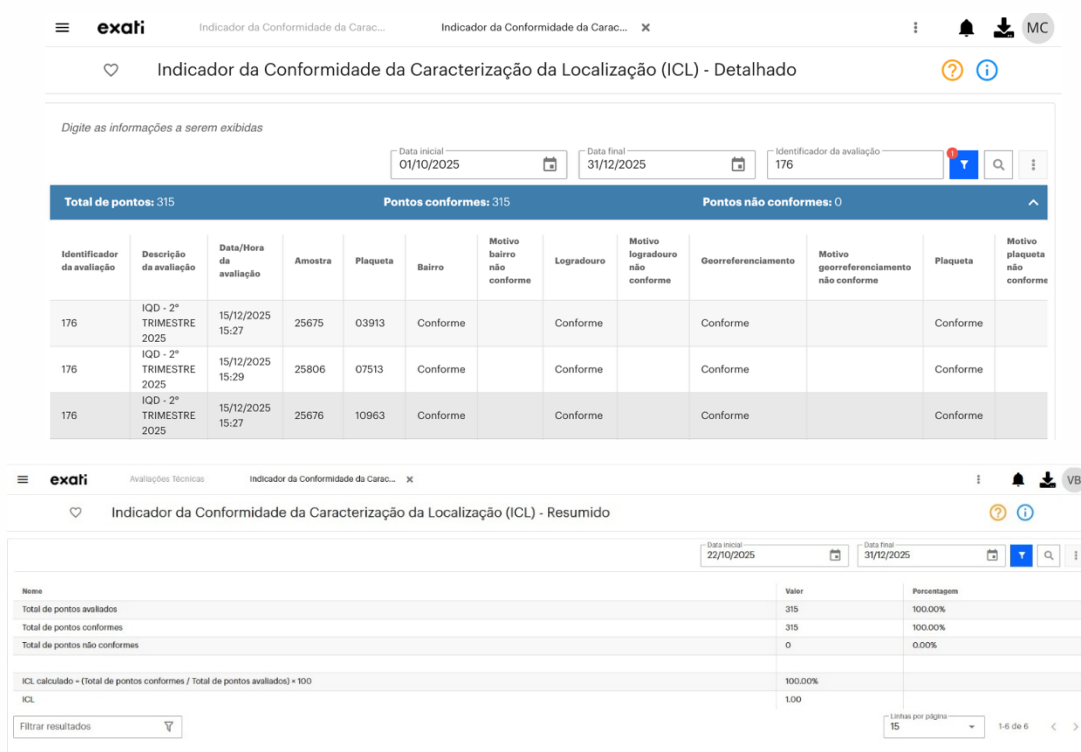 exati Indicador da Conformidade da Carac... Indicador da Conformidade da Carac... MC
Indicador da Conformidade da Caracterização da Localização (ICL) - Detalhado
Digite as informações a serem exibidas
Data inicial Data final Identificador da avaliação 1
01/10/2025 31/12/2025 176
Total de pontos: 315 Pontos conformes: 315 Pontos não conformes: 0
Identificador da avaliação Descrição da avaliação Data/Hora da avaliação Amostra Plaqueta Bairro Motivo bairro não conforme Logradouro Motivo logradouro não conforme Georreferenciamento Motivo georreferenciamento não conforme Plaqueta Motivo plaqueta não conforme
176 IQD - 2º TRIMESTRE 2025 15/12/2025 15:27 25675 03913 Conforme Conforme Conforme Conforme
176 IQD - 2º TRIMESTRE 2025 15/12/2025 15:29 25806 07513 Conforme Conforme Conforme Conforme
176 IQD - 2º TRIMESTRE 2025 15/12/2025 15:27 25676 10963 Conforme Conforme Conforme Conforme
exati Avaliações Técnicas Indicador da Conformidade da Carac... VB
Indicador da Conformidade da Caracterização da Localização (ICL) - Resumido
Data inicial Data final
22/10/2025 31/12/2025
Nome Valor Porcentagem
Total de pontos avaliados 315 100.00%
Total de pontos conformes 315 100.00%
Total de pontos não conformes 0 0.00%
ICL calculado = (Total de pontos conformes / Total de pontos avaliados) × 100 100.00%
ICL 1.00
Filtrar resultados Linhas por página 15 1-6 de 6